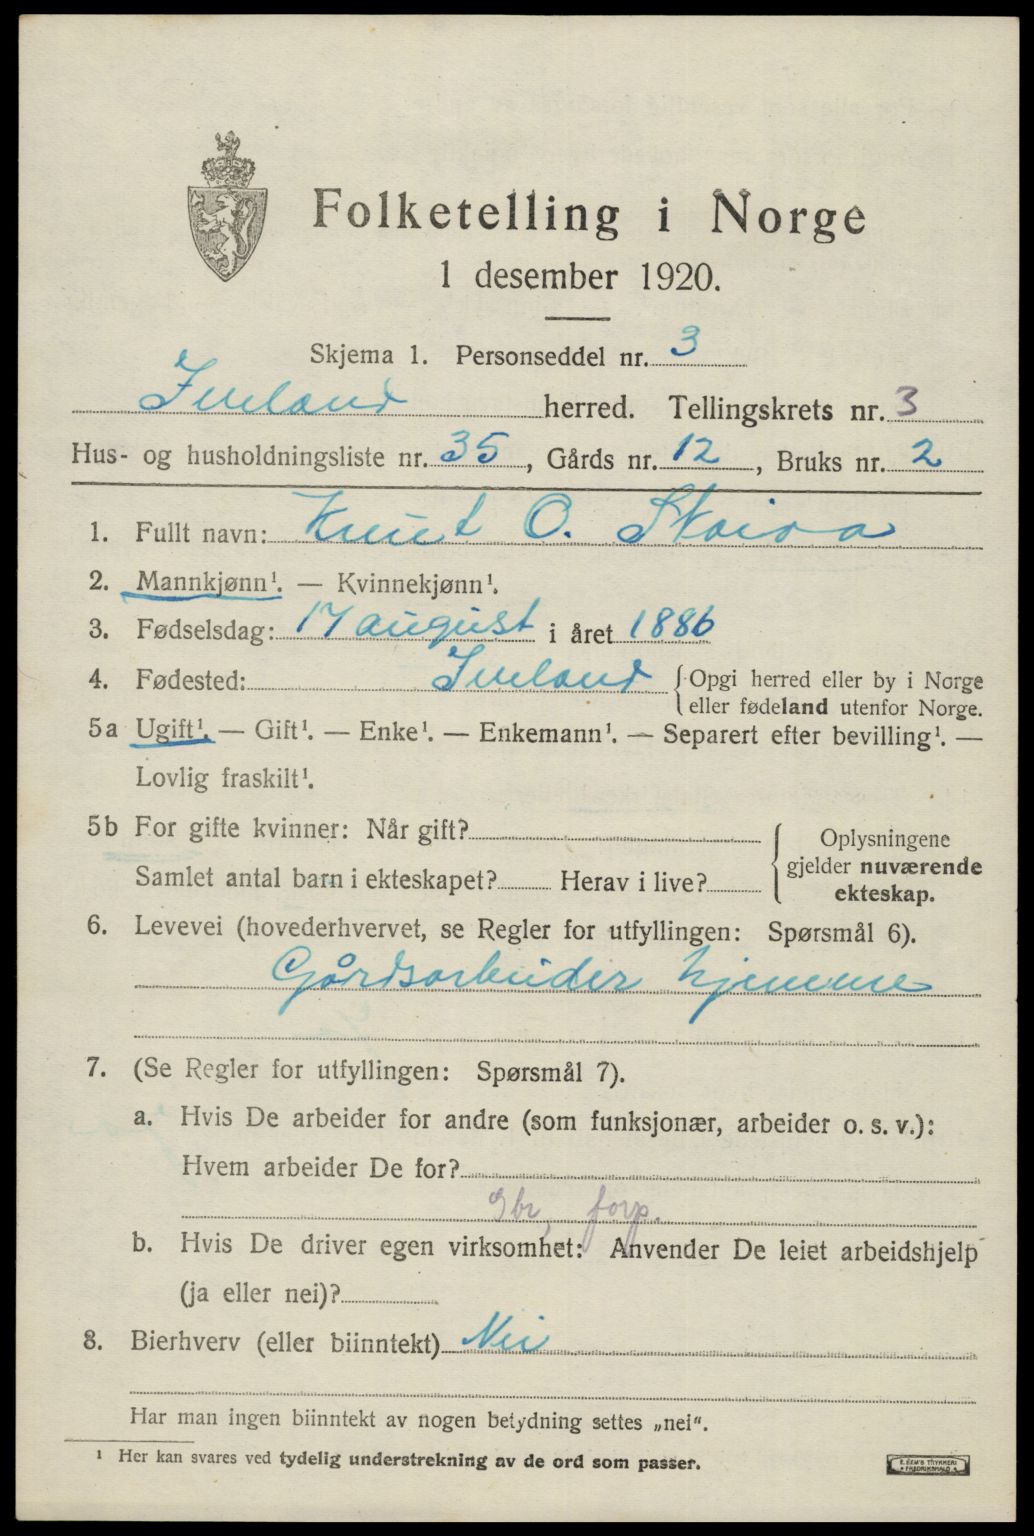 Folketelling i Norge
1 desember 1920.
Skjema 1. Personseddel nr. 3
Iveland herred. Tellingskrets nr. 3
Hus- og husholdningsliste nr. 35, Gårds nr. 12, Bruks nr. 2
1. Fullt navn: Knut O. Skaiaa
2. Mannkjønn¹. — Kvinnekjønn¹.
3. Fødselsdag: 17 august i året 1886
4. Fødested: Iveland {Opgi herred eller by i Norge
eller fødeland utenfor Norge.
5a Ugift¹. — Gift¹. — Enke¹. — Enkemann¹. — Separert efter bevilling¹. —
Lovlig fraskilt¹.
5b For gifte kvinner: Når gift?
Samlet antal barn i ekteskapet? Herav i live?
Oplysningene
gjelder nuværende
ekteskap.
6. Levevei (hovederhvervet, se Regler for utfyllingen: Spørsmål 6).
Gårdsarbeider hjemme
7. (Se Regler for utfyllingen: Spørsmål 7).
a. Hvis De arbeider for andre (som funksjonær, arbeider o. s. v.):
Hvem arbeider De for?
Gbr, forp.
b. Hvis De driver egen virksomhet: Anvender De leiet arbeidshjelp
(ja eller nei)?
8. Bierhverv (eller biinntekt) Nei
Har man ingen biinntekt av nogen betydning settes „nei".
¹ Her kan svares ved tydelig understrekning av de ord som passer.
E. SEM'S TRYKKERI
FREDRIKSHALD